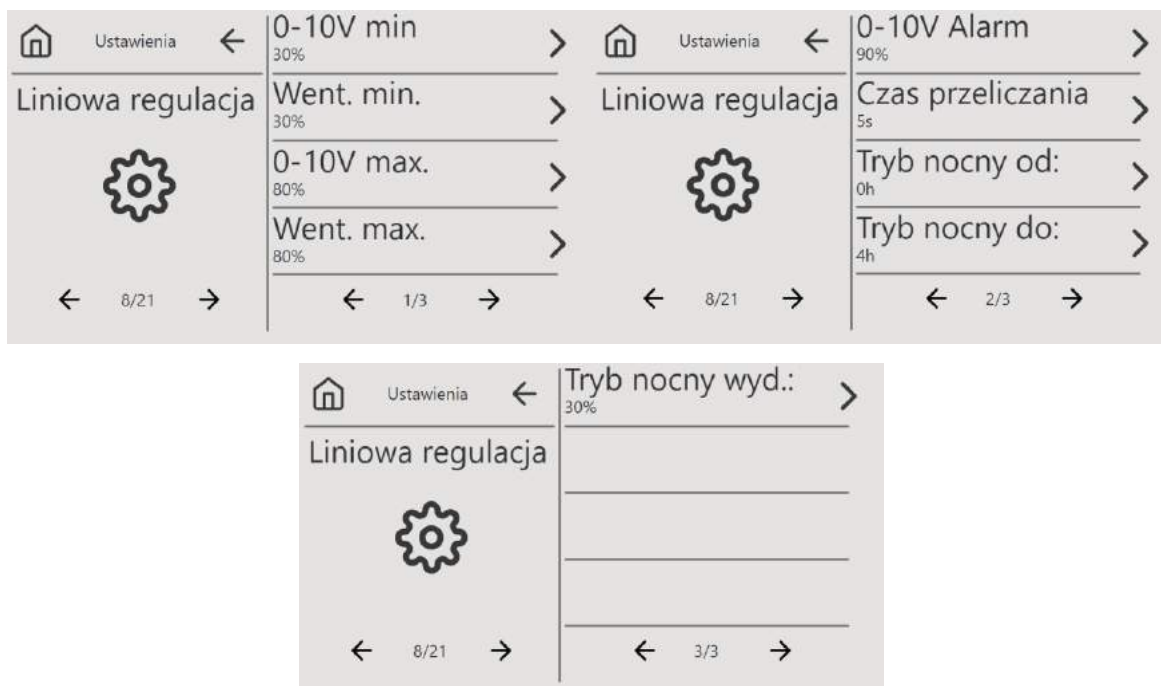 Ustawienia
Liniowa regulacja
8/21
0-10V min
30%
Went. min.
30%
0-10V max.
80%
Went. max.
80%
1/3
Ustawienia
Liniowa regulacja
8/21
0-10V Alarm
90%
Czas przeliczania
5s
Tryb nocny od:
0h
Tryb nocny do:
4h
2/3
Ustawienia
Liniowa regulacja
8/21
Tryb nocny wyd.:
30%
3/3